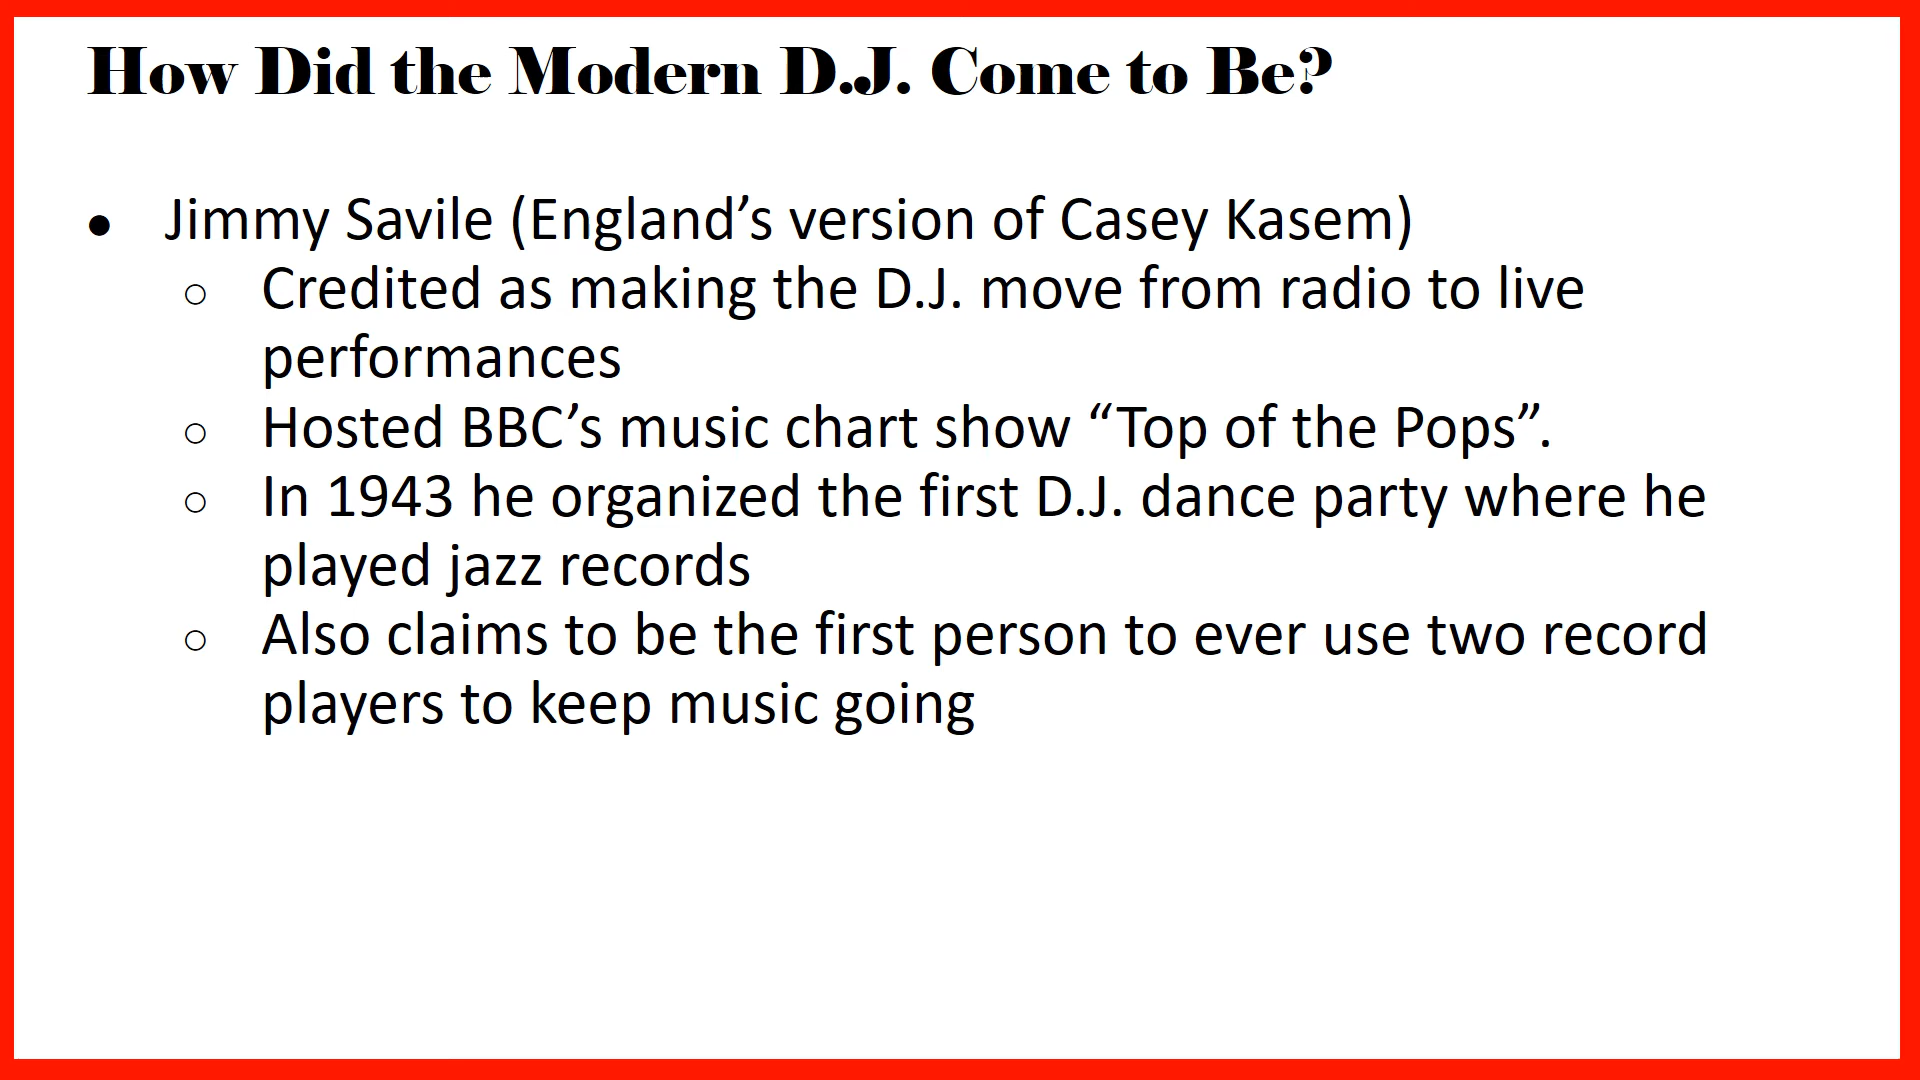 How Did the Modern D.J. Come to Be?
● Jimmy Savile (England’s version of Casey Kasem)
○ Credited as making the D.J. move from radio to live
performances
○ Hosted BBC’s music chart show “Top of the Pops”.
○ In 1943 he organized the first D.J. dance party where he
played jazz records
○ Also claims to be the first person to ever use two record
players to keep music going